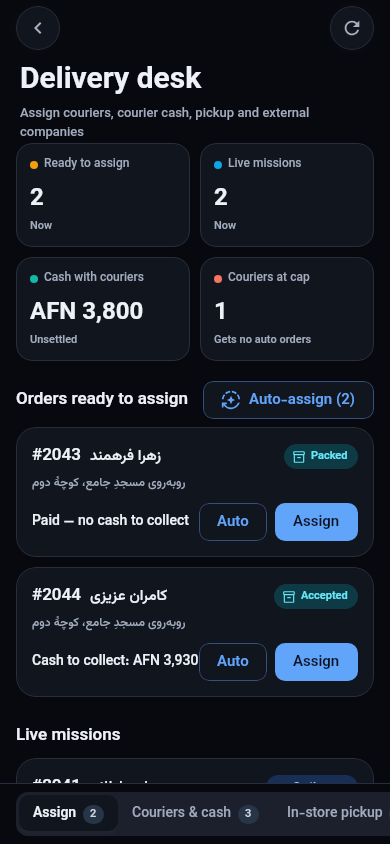 Delivery desk
Assign couriers, courier cash, pickup and external
companies
Ready to assign
2
Now
Live missions
2
Now
Cash with couriers
AFN 3,800
Unsettled
Couriers at cap
1
Gets no auto orders
Orders ready to assign
Auto-assign (2)
#2043 زهرا فرهمند
Packed
روبه‌روی مسجد جامع، کوچهٔ دوم
Paid — no cash to collect
Auto
Assign
#2044 کامران عزیزی
Accepted
روبه‌روی مسجد جامع، کوچهٔ دوم
Cash to collect: AFN 3,930
Auto
Assign
Live missions
#2041
Assign 2
Couriers & cash 3
In-store pickup